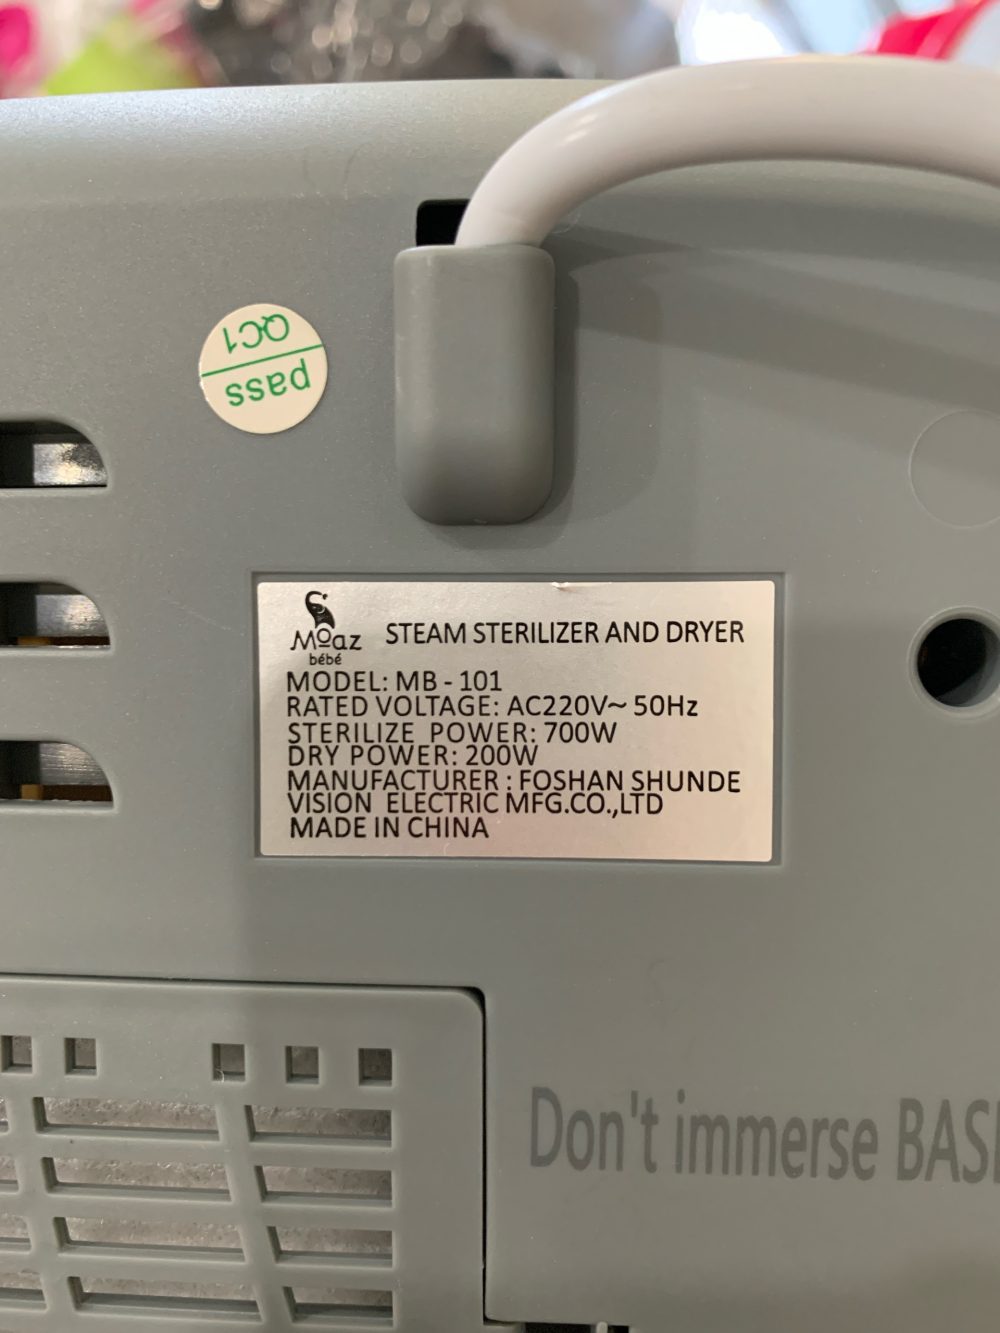 QC1
pass
Moaz
bébé
STEAM STERILIZER AND DRYER
MODEL: MB - 101
RATED VOLTAGE: AC220V~ 50Hz
STERILIZE POWER: 700W
DRY POWER: 200W
MANUFACTURER : FOSHAN SHUNDE
VISION ELECTRIC MFG.CO.,LTD
MADE IN CHINA
Don't immerse